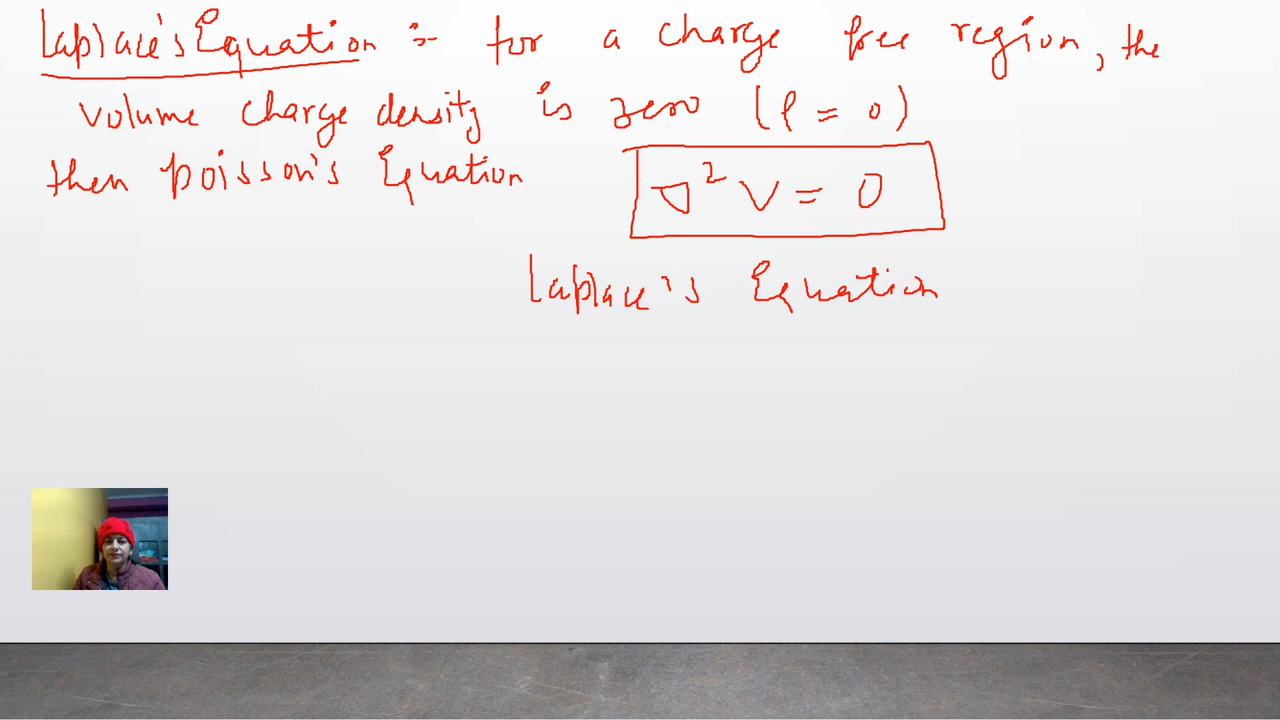 Laplace's Equation :- for a charge free region, the
volume charge density is zero (ρ = 0)
then poisson's Equation ∇² V = 0
Laplace's Equation